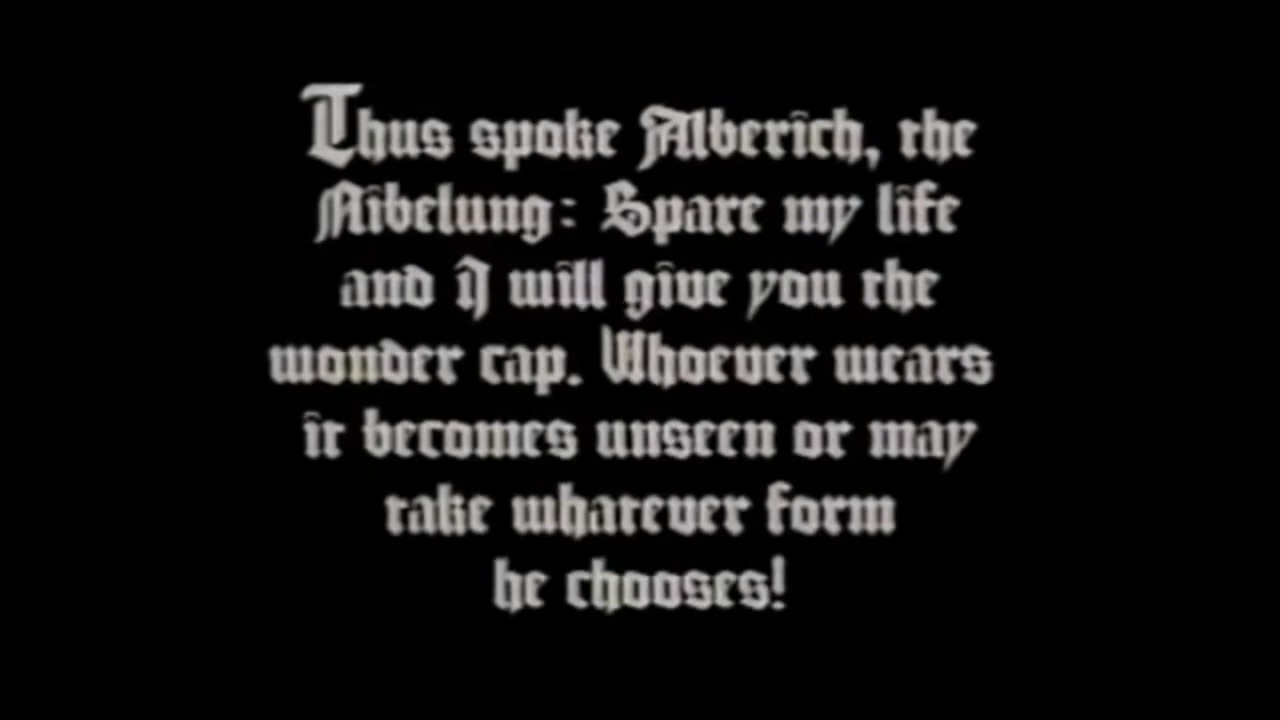 Thus spoke Alberich, the
Nibelung: Spare my life
and I will give you the
wonder cap. Whoever wears
it becomes unseen or may
take whatever form
he chooses!